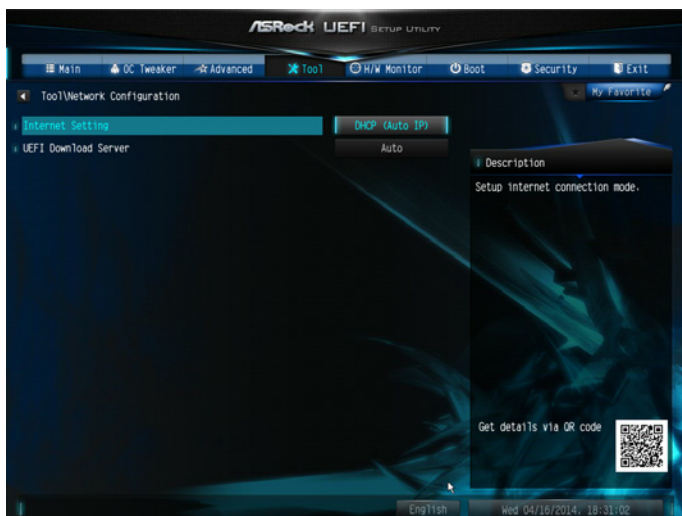 ASRock UEFI SETUP UTILITY
Main OC Tweaker Advanced Tool H/W Monitor Boot Security Exit
Tool\Network Configuration
My Favorite
Internet Setting DHCP (Auto IP)
UEFI Download Server Auto
Description
Setup internet connection mode.
Get details via QR code
English Wed 04/16/2014, 18:31:02